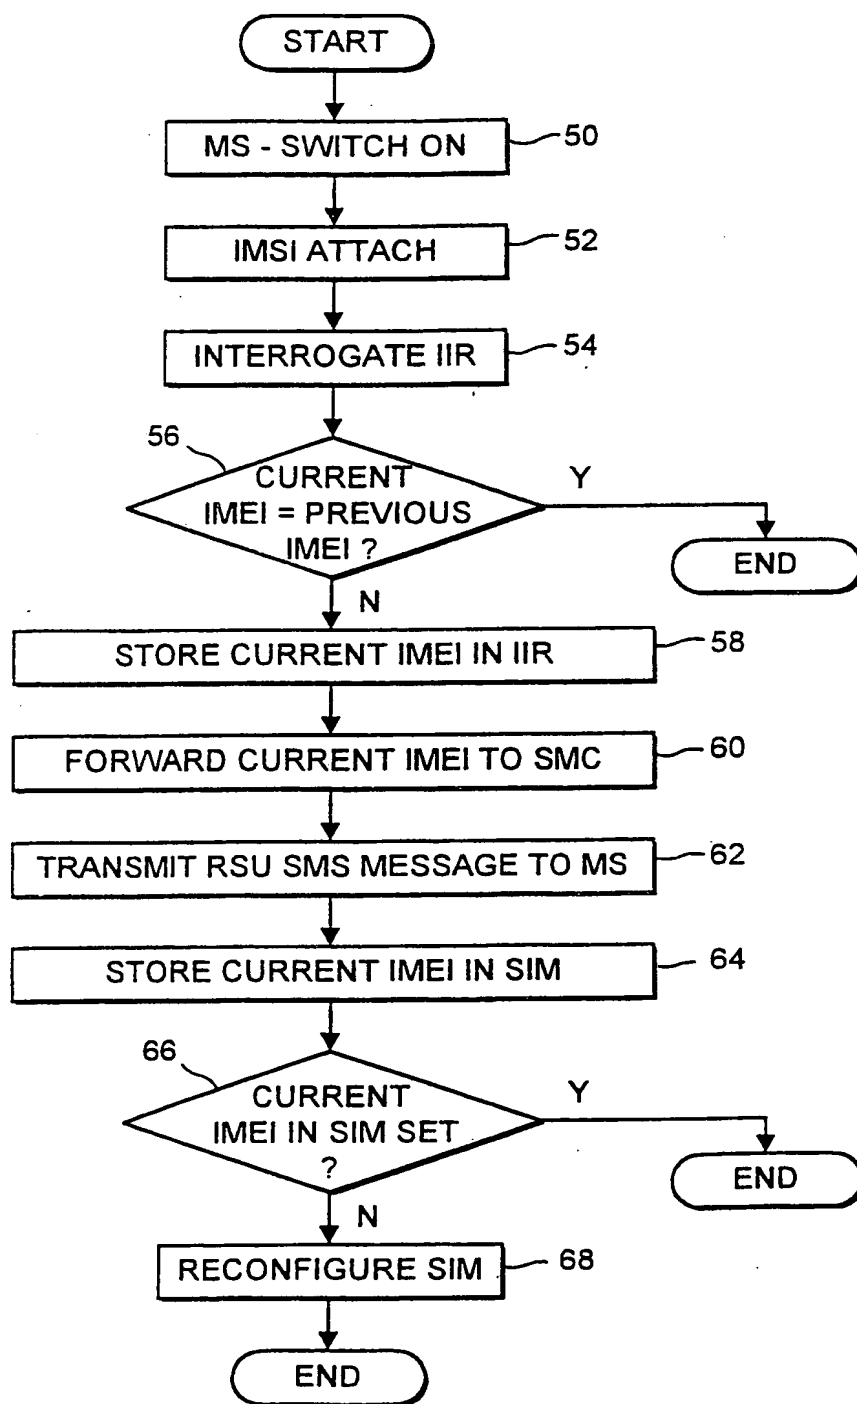 START
MS - SWITCH ON
50
IMSI ATTACH
52
INTERROGATE IIR
54
56
CURRENT
IMEI = PREVIOUS
IMEI ?
Y
END
N
STORE CURRENT IMEI IN IIR
58
FORWARD CURRENT IMEI TO SMC
60
TRANSMIT RSU SMS MESSAGE TO MS
62
STORE CURRENT IMEI IN SIM
64
66
CURRENT
IMEI IN SIM SET
?
Y
END
N
RECONFIGURE SIM
68
END